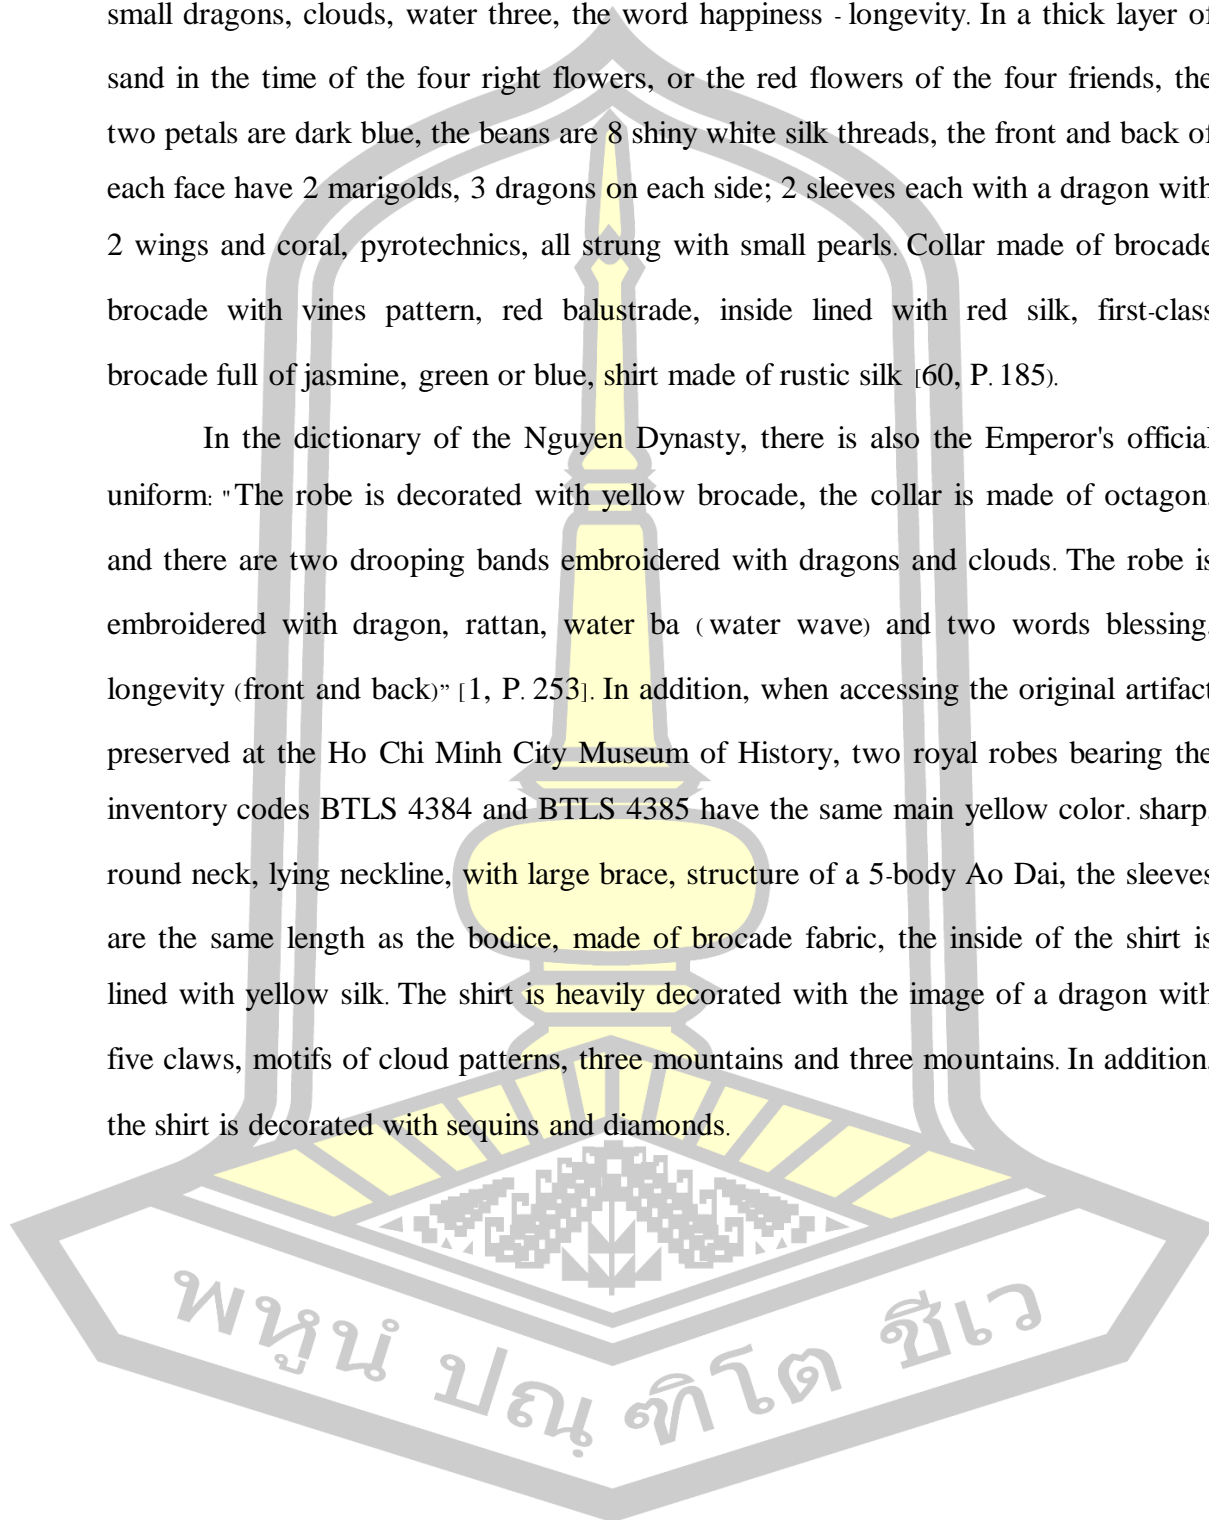 small dragons, clouds, water three, the word happiness - longevity. In a thick layer of
sand in the time of the four right flowers, or the red flowers of the four friends, the
two petals are dark blue, the beans are 8 shiny white silk threads, the front and back of
each face have 2 marigolds, 3 dragons on each side; 2 sleeves each with a dragon with
2 wings and coral, pyrotechnics, all strung with small pearls. Collar made of brocade
brocade with vines pattern, red balustrade, inside lined with red silk, first-class
brocade full of jasmine, green or blue, shirt made of rustic silk [60, P. 185).
In the dictionary of the Nguyen Dynasty, there is also the Emperor's official
uniform: "The robe is decorated with yellow brocade, the collar is made of octagon,
and there are two drooping bands embroidered with dragons and clouds. The robe is
embroidered with dragon, rattan, water ba (water wave) and two words blessing,
longevity (front and back)” [1, P. 253]. In addition, when accessing the original artifact
preserved at the Ho Chi Minh City Museum of History, two royal robes bearing the
inventory codes BTLS 4384 and BTLS 4385 have the same main yellow color. sharp,
round neck, lying neckline, with large brace, structure of a 5-body Ao Dai, the sleeves
are the same length as the bodice, made of brocade fabric, the inside of the shirt is
lined with yellow silk. The shirt is heavily decorated with the image of a dragon with
five claws, motifs of cloud patterns, three mountains and three mountains. In addition,
the shirt is decorated with sequins and diamonds.
พหูนํ ปณฺฑิโต ชีเว